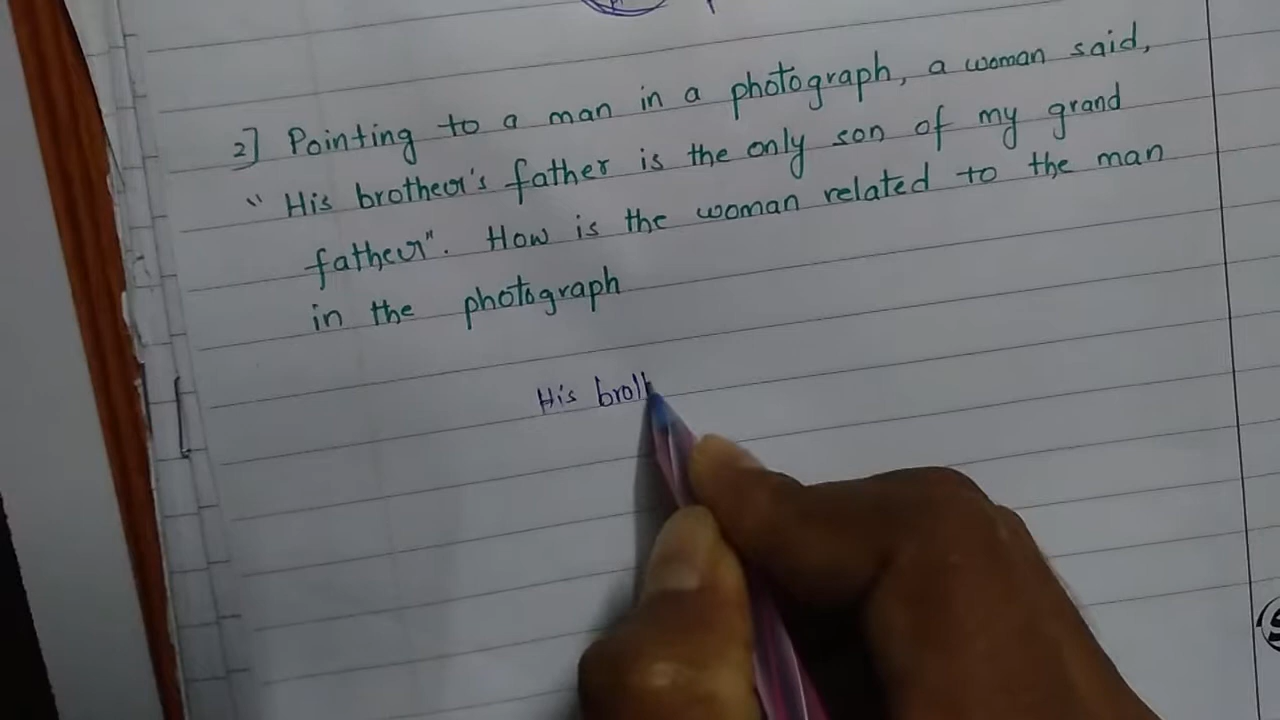 2] Pointing to a man in a photograph, a woman said,
"His brother's father is the only son of my grand
father". How is the woman related to the man
in the photograph
His broth